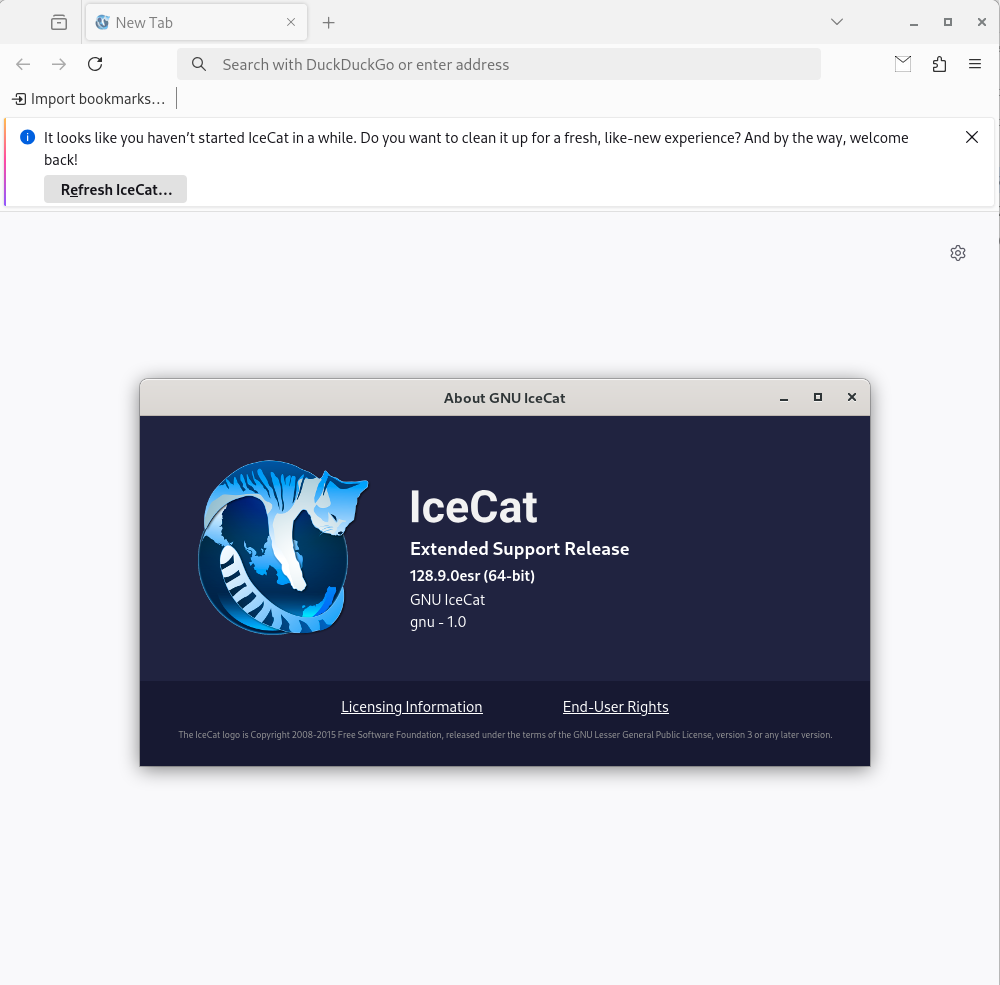 New Tab
Search with DuckDuckGo or enter address
Import bookmarks…
It looks like you haven’t started IceCat in a while. Do you want to clean it up for a fresh, like-new experience? And by the way, welcome
back!
Refresh IceCat…
About GNU IceCat
IceCat
Extended Support Release
128.9.0esr (64-bit)
GNU IceCat
gnu - 1.0
Licensing Information End-User Rights
The IceCat logo is Copyright 2008-2015 Free Software Foundation, released under the terms of the GNU Lesser General Public License, version 3 or any later version.